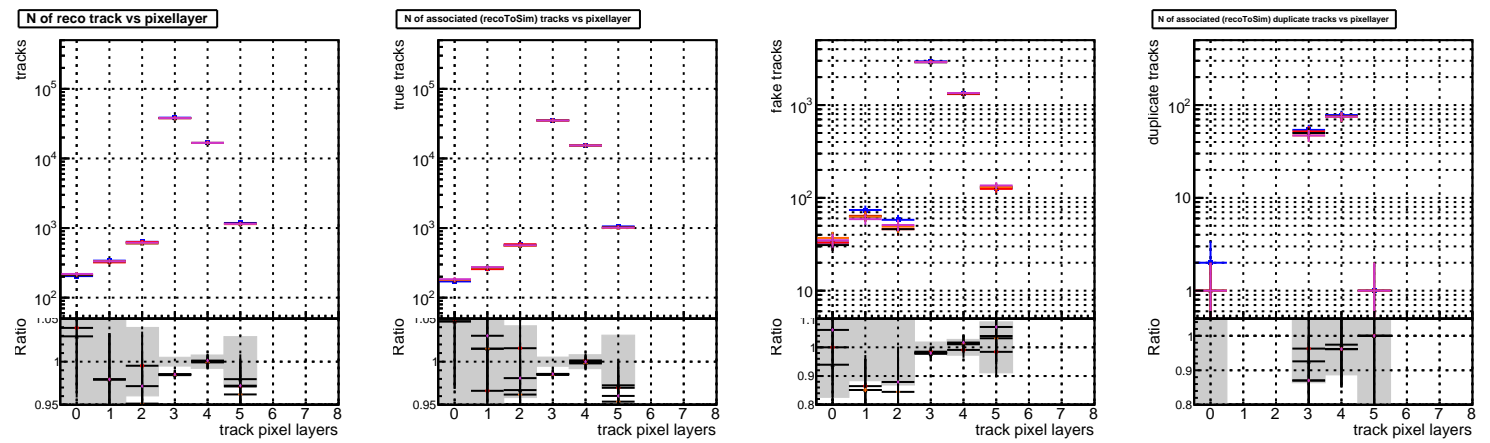 N of reco track vs pixellayer
tracks
10^5
10^4
10^3
10^2
Ratio
1.05
1
0.95
0 1 2 3 4 5 6 7 8
track pixel layers
N of associated (recoToSim) tracks vs pixellayer
true tracks
10^5
10^4
10^3
10^2
Ratio
1.05
1
0.95
0 1 2 3 4 5 6 7 8
track pixel layers
fake tracks
10^3
10^2
10
Ratio
1.1
1.0
0.9
0.8
0 1 2 3 4 5 6 7 8
track pixel layers
N of associated (recoToSim) duplicate tracks vs pixellayer
duplicate tracks
10^2
10
1
Ratio
1
0.9
0.8
0 1 2 3 4 5 6 7 8
track pixel layers